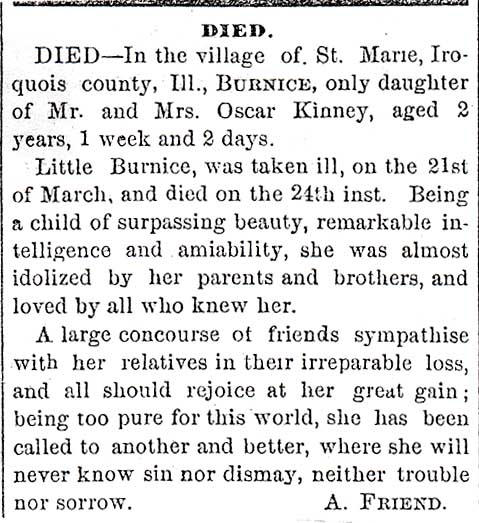 DIED.
DIED—In the village of. St. Marie, Iro-
quois county, Ill., BURNICE, only daughter
of Mr. and Mrs. Oscar Kinney, aged 2
years, 1 week and 2 days.
Little Burnice, was taken ill, on the 21st
of March, and died on the 24th inst. Being
a child of surpassing beauty, remarkable in-
telligence and amiability, she was almost
idolized by her parents and brothers, and
loved by all who knew her.
A large concourse of friends sympathise
with her relatives in their irreparable loss,
and all should rejoice at her great gain;
being too pure for this world, she has been
called to another and better, where she will
never know sin nor dismay, neither trouble
nor sorrow. A. FRIEND.